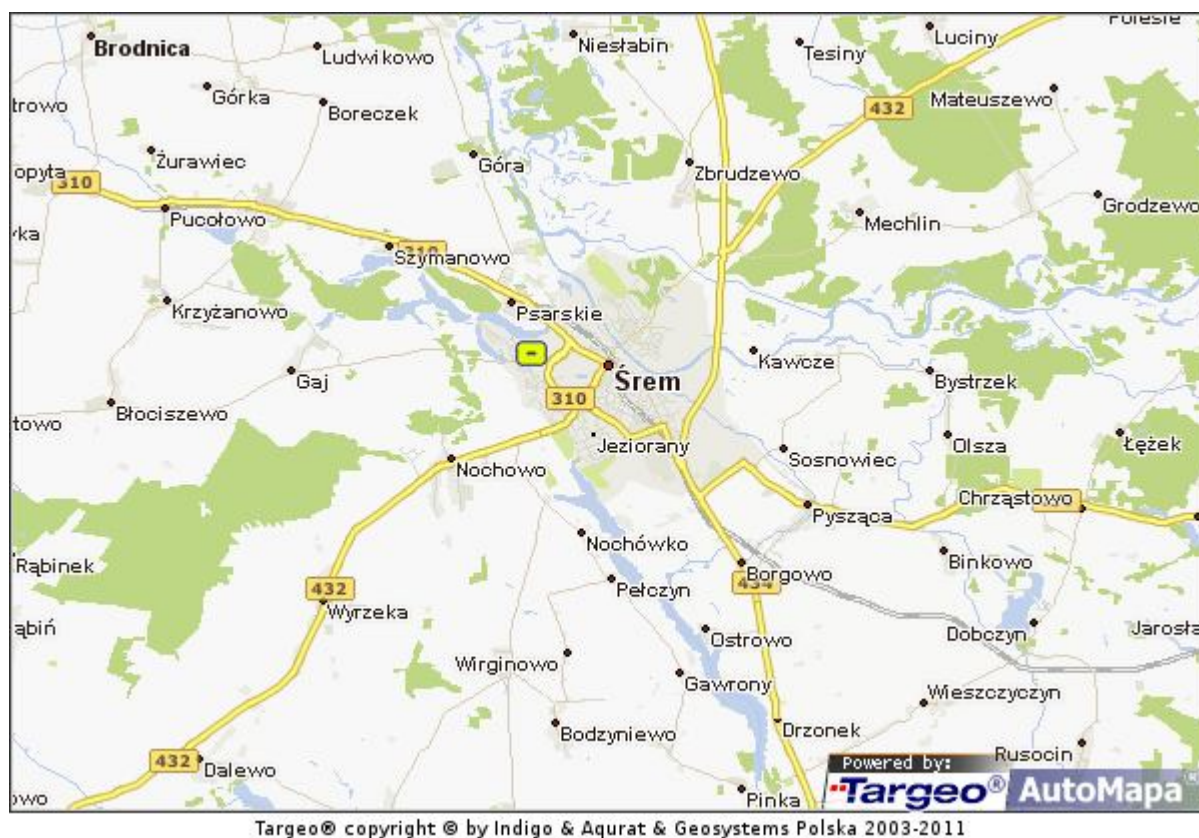 Polesie
Luciny
Brodnica
Niesłabin
Tesiny
Ludwikowo
Górka
Mateuszewo
trowo
432
Boreczek
Żurawiec
Góra
Zbrudzewo
opyta
310
Grodzewo
Pucołowo
Mechlin
yka
310
Szymanowo
Krzyżanowo
Psarskie
-
Kawcze
Gaj
Śrem
Bystrzek
310
Błociszewo
towo
Jeziorany
Olsza
Łężek
Nochowo
Sosnowiec
Chrząstowo
Pysząca
Nochówko
Rąbinek
Binkowo
Borgowo
434
432
Pełczyn
Wyrzeka
ąbiń
Ostrowo
Dobczyn
Jarosła
Wirginowo
Gawrony
Wieszczyczyn
Bodzyniewo
Drzonek
432
Dalewo
Rusocin
Powered by:
owo
Pinka
Targeo® AutoMapa®
Targeo® copyright © by Indigo & Aqurat & Geosystems Polska 2003-2011